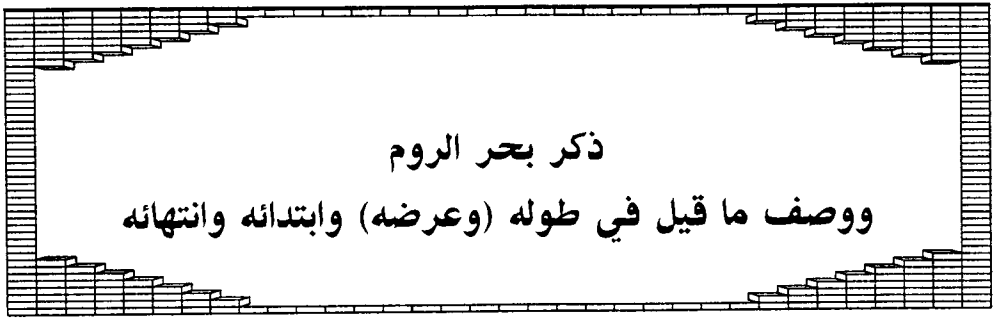 ذكر بحر الروم
ووصف ما قيل في طوله (وعرضه) وابتدائه وانتهائه